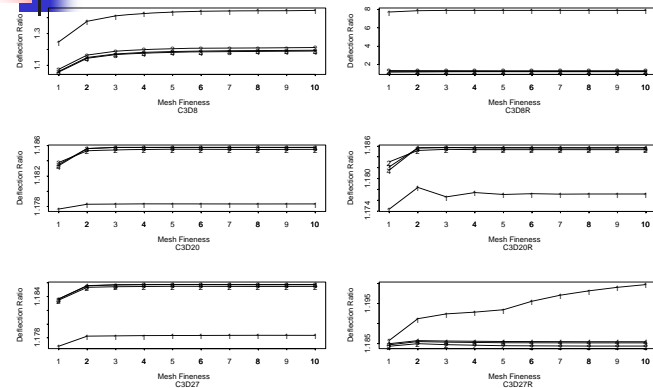 Deflection Ratio
1.3
1.1
1 2 3 4 5 6 7 8 9 10
Mesh Fineness
C3D8
Deflection Ratio
8
6
4
2
1 2 3 4 5 6 7 8 9 10
Mesh Fineness
C3D8R
Deflection Ratio
1.186
1.182
1.178
1 2 3 4 5 6 7 8 9 10
Mesh Fineness
C3D20
Deflection Ratio
1.186
1.180
1.174
1 2 3 4 5 6 7 8 9 10
Mesh Fineness
C3D20R
Deflection Ratio
1.184
1.178
1 2 3 4 5 6 7 8 9 10
Mesh Fineness
C3D27
Deflection Ratio
1.195
1.185
1 2 3 4 5 6 7 8 9 10
Mesh Fineness
C3D27R